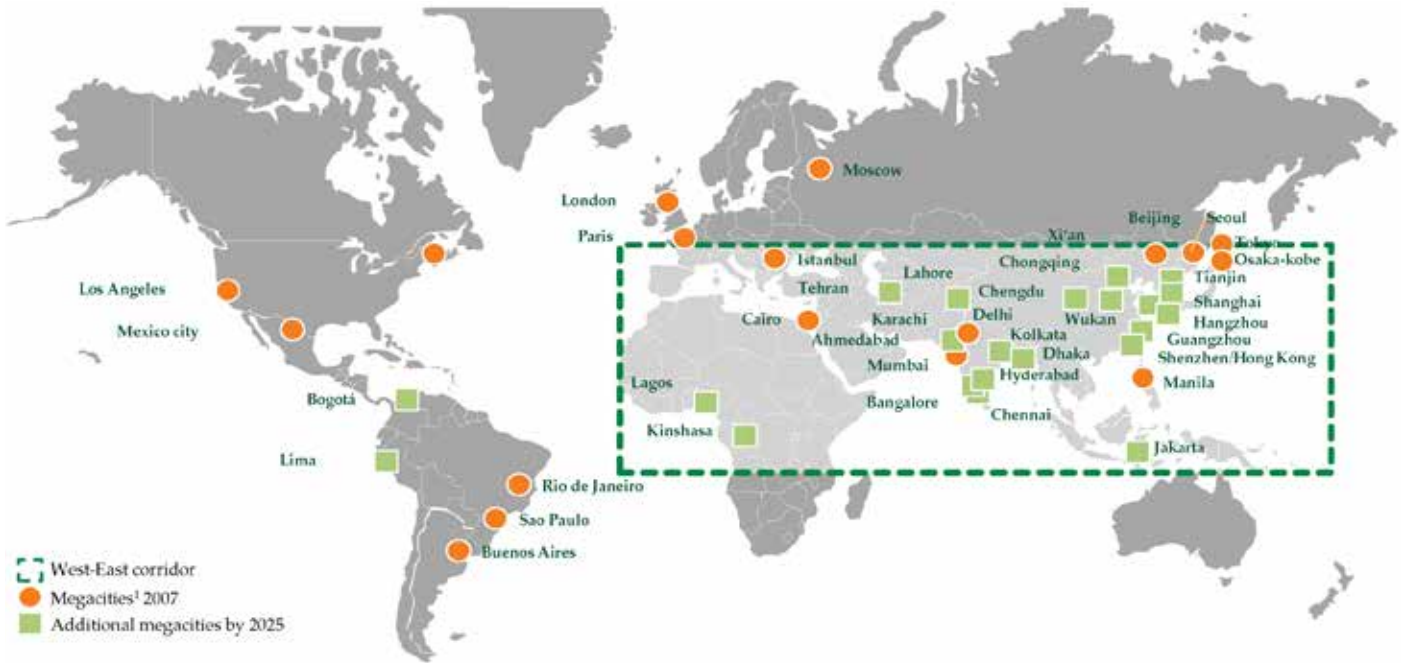 Moscow
London
Paris
Beijing
Seoul
Xi'an
Tokyo
Istanbul
Chongqing
Osaka-kobe
Lahore
Tianjin
Los Angeles
Tehran
Chengdu
Shanghai
Mexico city
Cairo
Karachi
Delhi
Wukan
Hangzhou
Ahmedabad
Kolkata
Guangzhou
Dhaka
Shenzhen/Hong Kong
Mumbai
Lagos
Hyderabad
Manila
Bogotá
Bangalore
Chennai
Kinshasa
Jakarta
Lima
Rio de Janeiro
Sao Paulo
Buenos Aires
West-East corridor
Megacities¹ 2007
Additional megacities by 2025